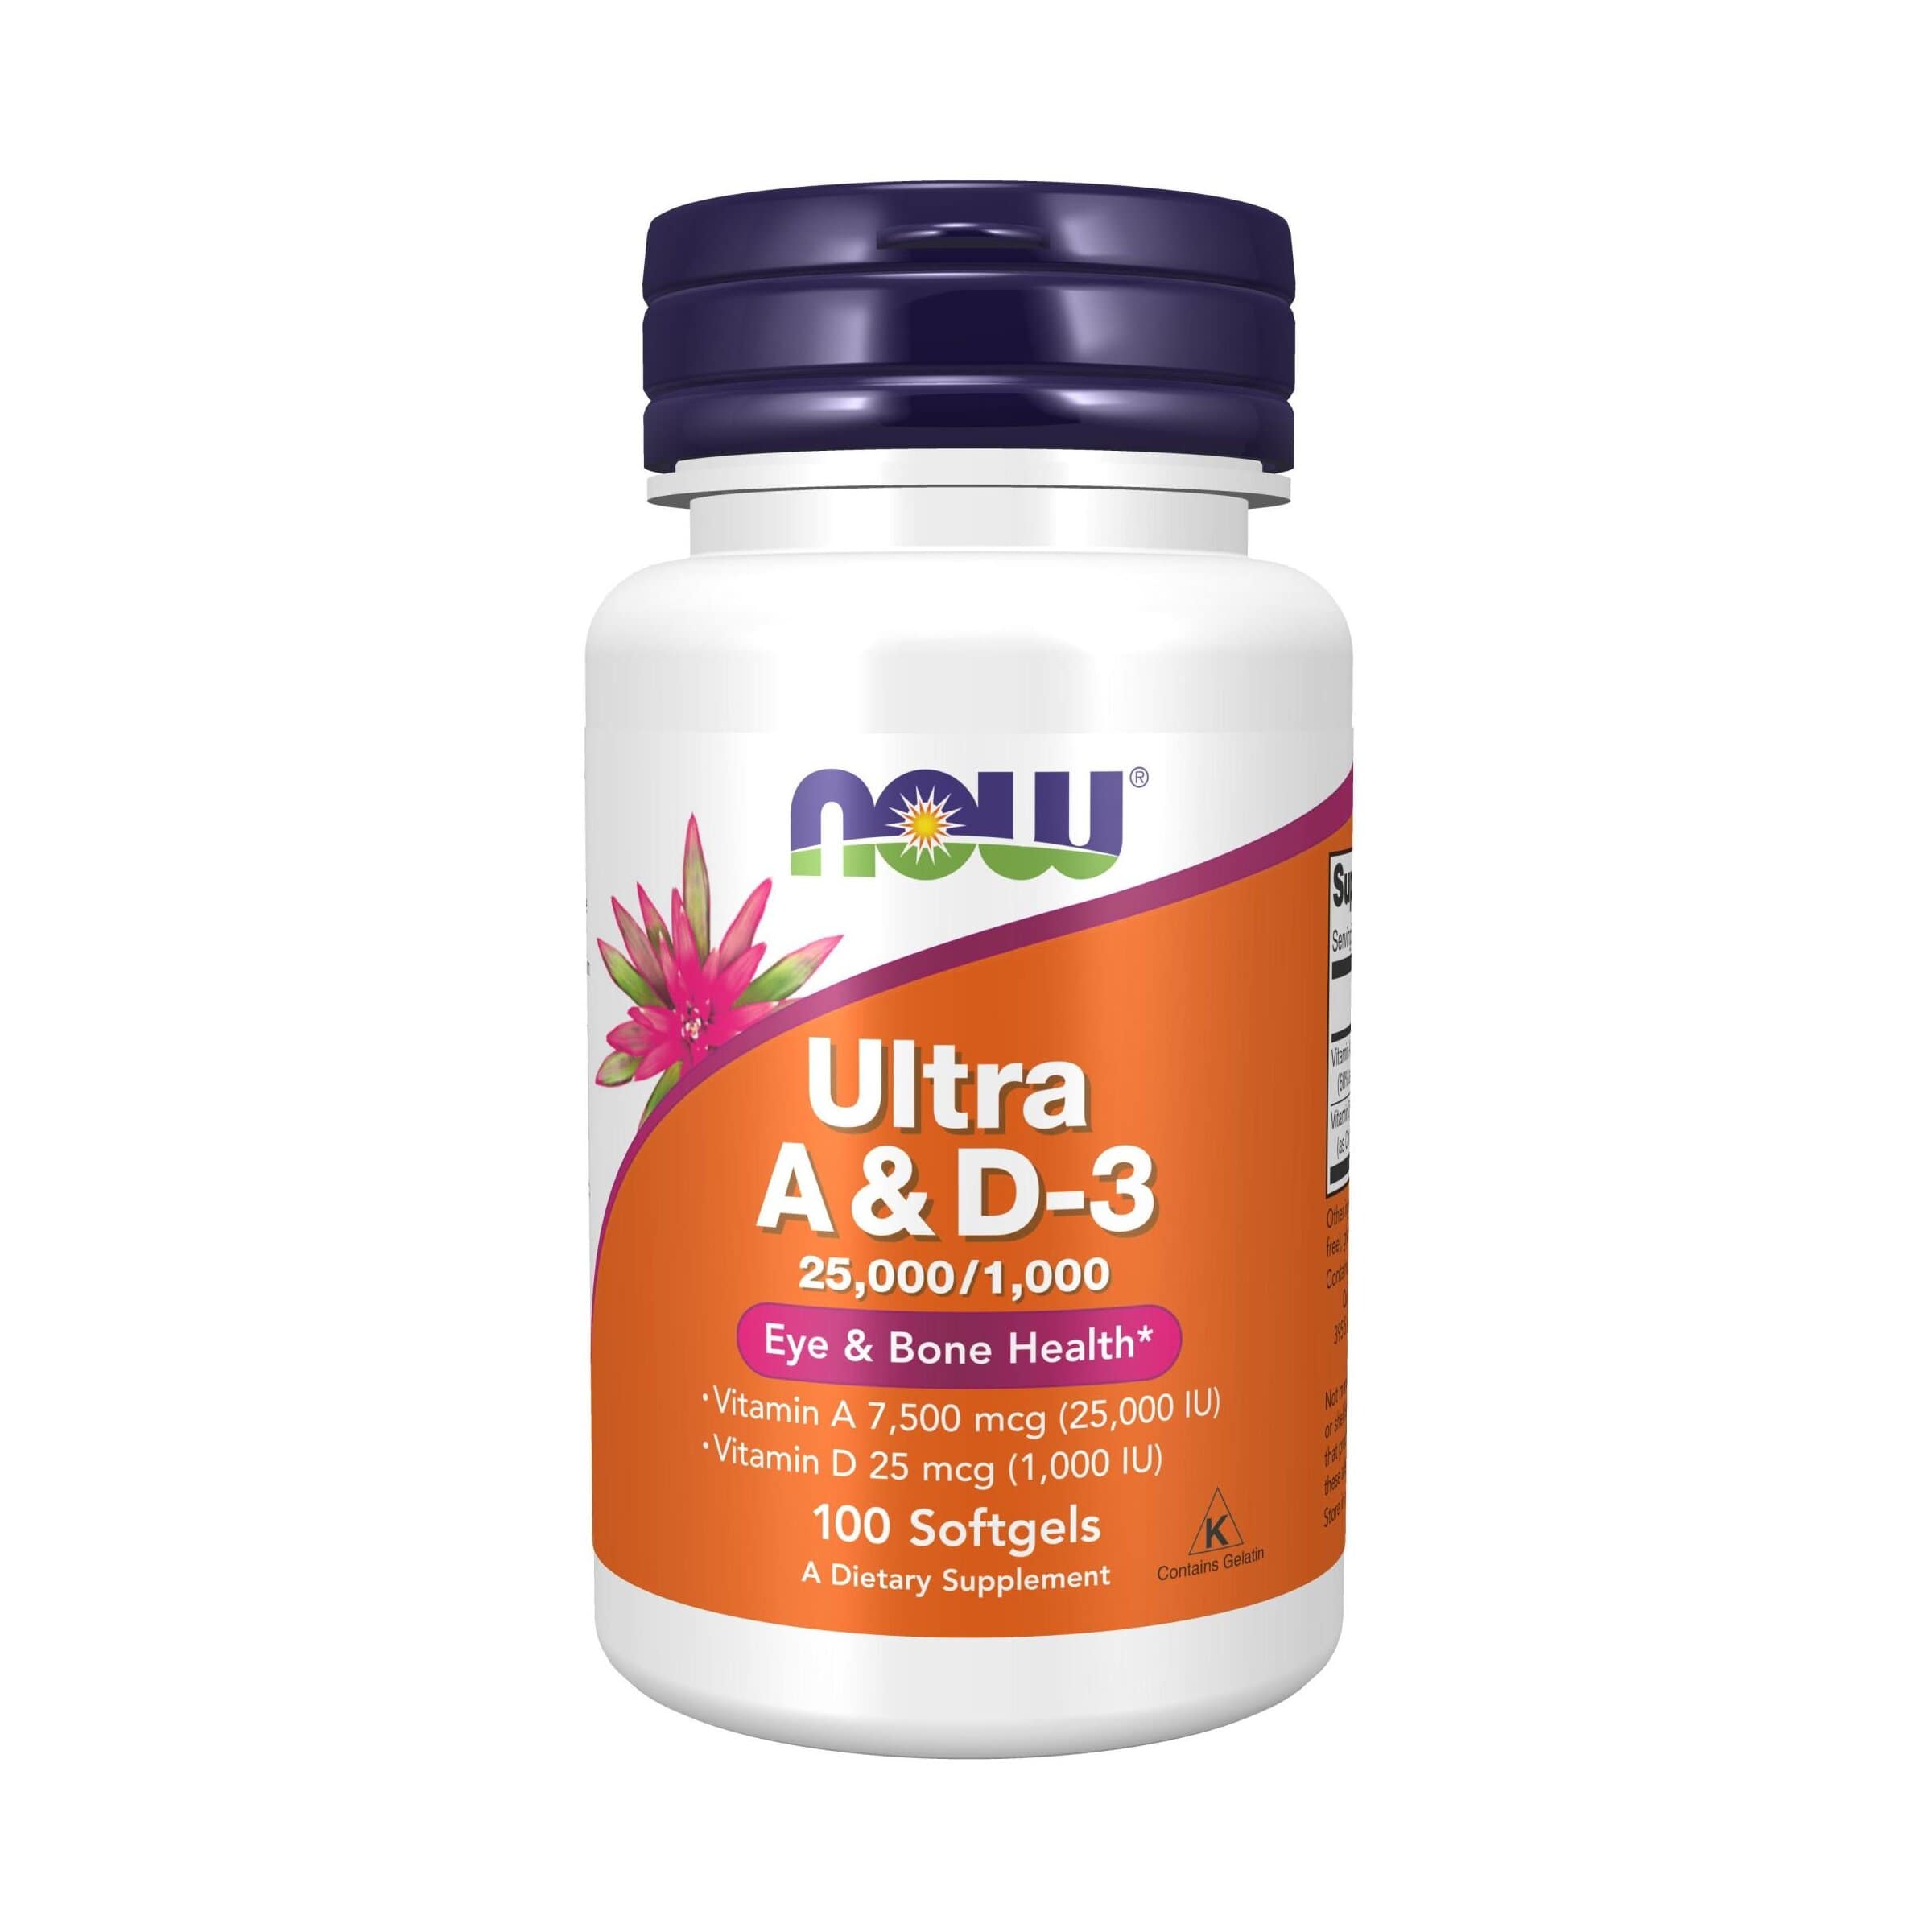 now®
Ultra
A & D-3
25,000/1,000
Eye & Bone Health*
•Vitamin A 7,500 mcg (25,000 IU)
•Vitamin D 25 mcg (1,000 IU)
100 Softgels
A Dietary Supplement
K
Contains Gelatin